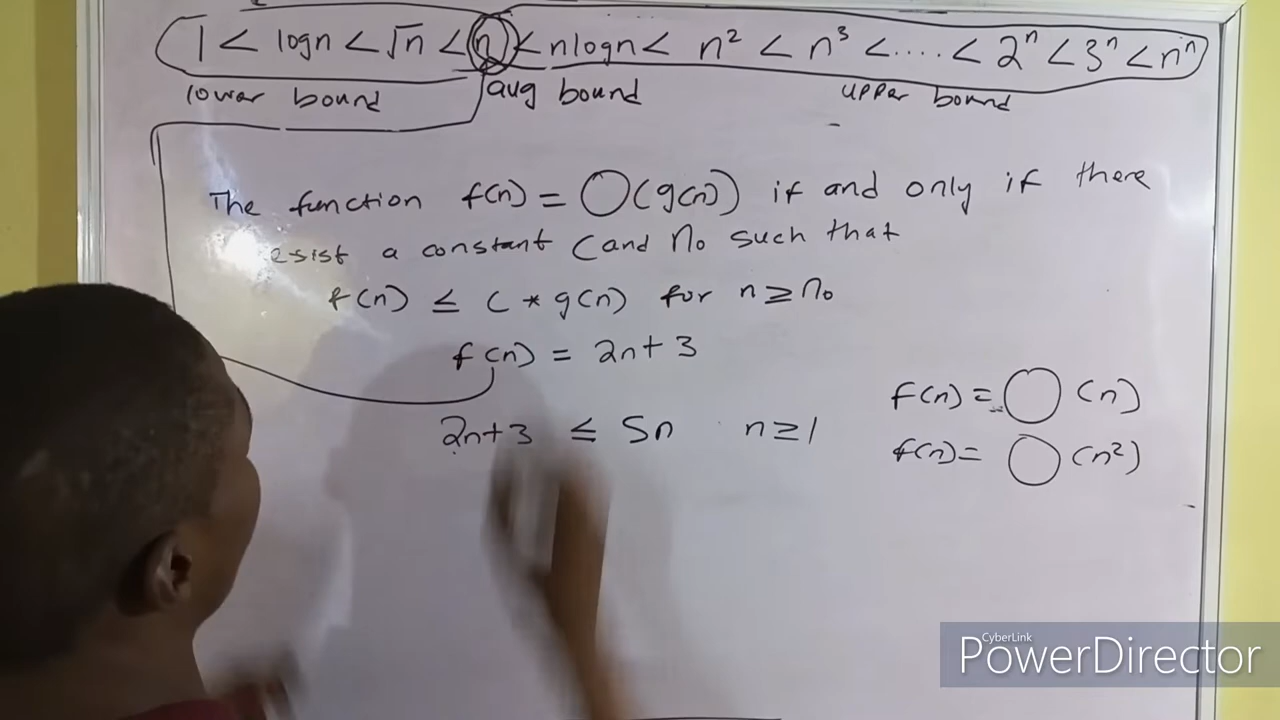 1 < logn < √n < n < nlogn < n² < n³ < .... < 2ⁿ < 3ⁿ < nⁿ
lower bound avg bound upper bound
The function f(n) = O(g(n)) if and only if there
exist a constant C and n₀ such that
f(n) ≤ C * g(n) for n ≥ n₀
f(n) = 2n + 3
f(n) = O(n)
2n+3 ≤ 5n n ≥ 1
f(n) = O(n²)
CyberLink
PowerDirector